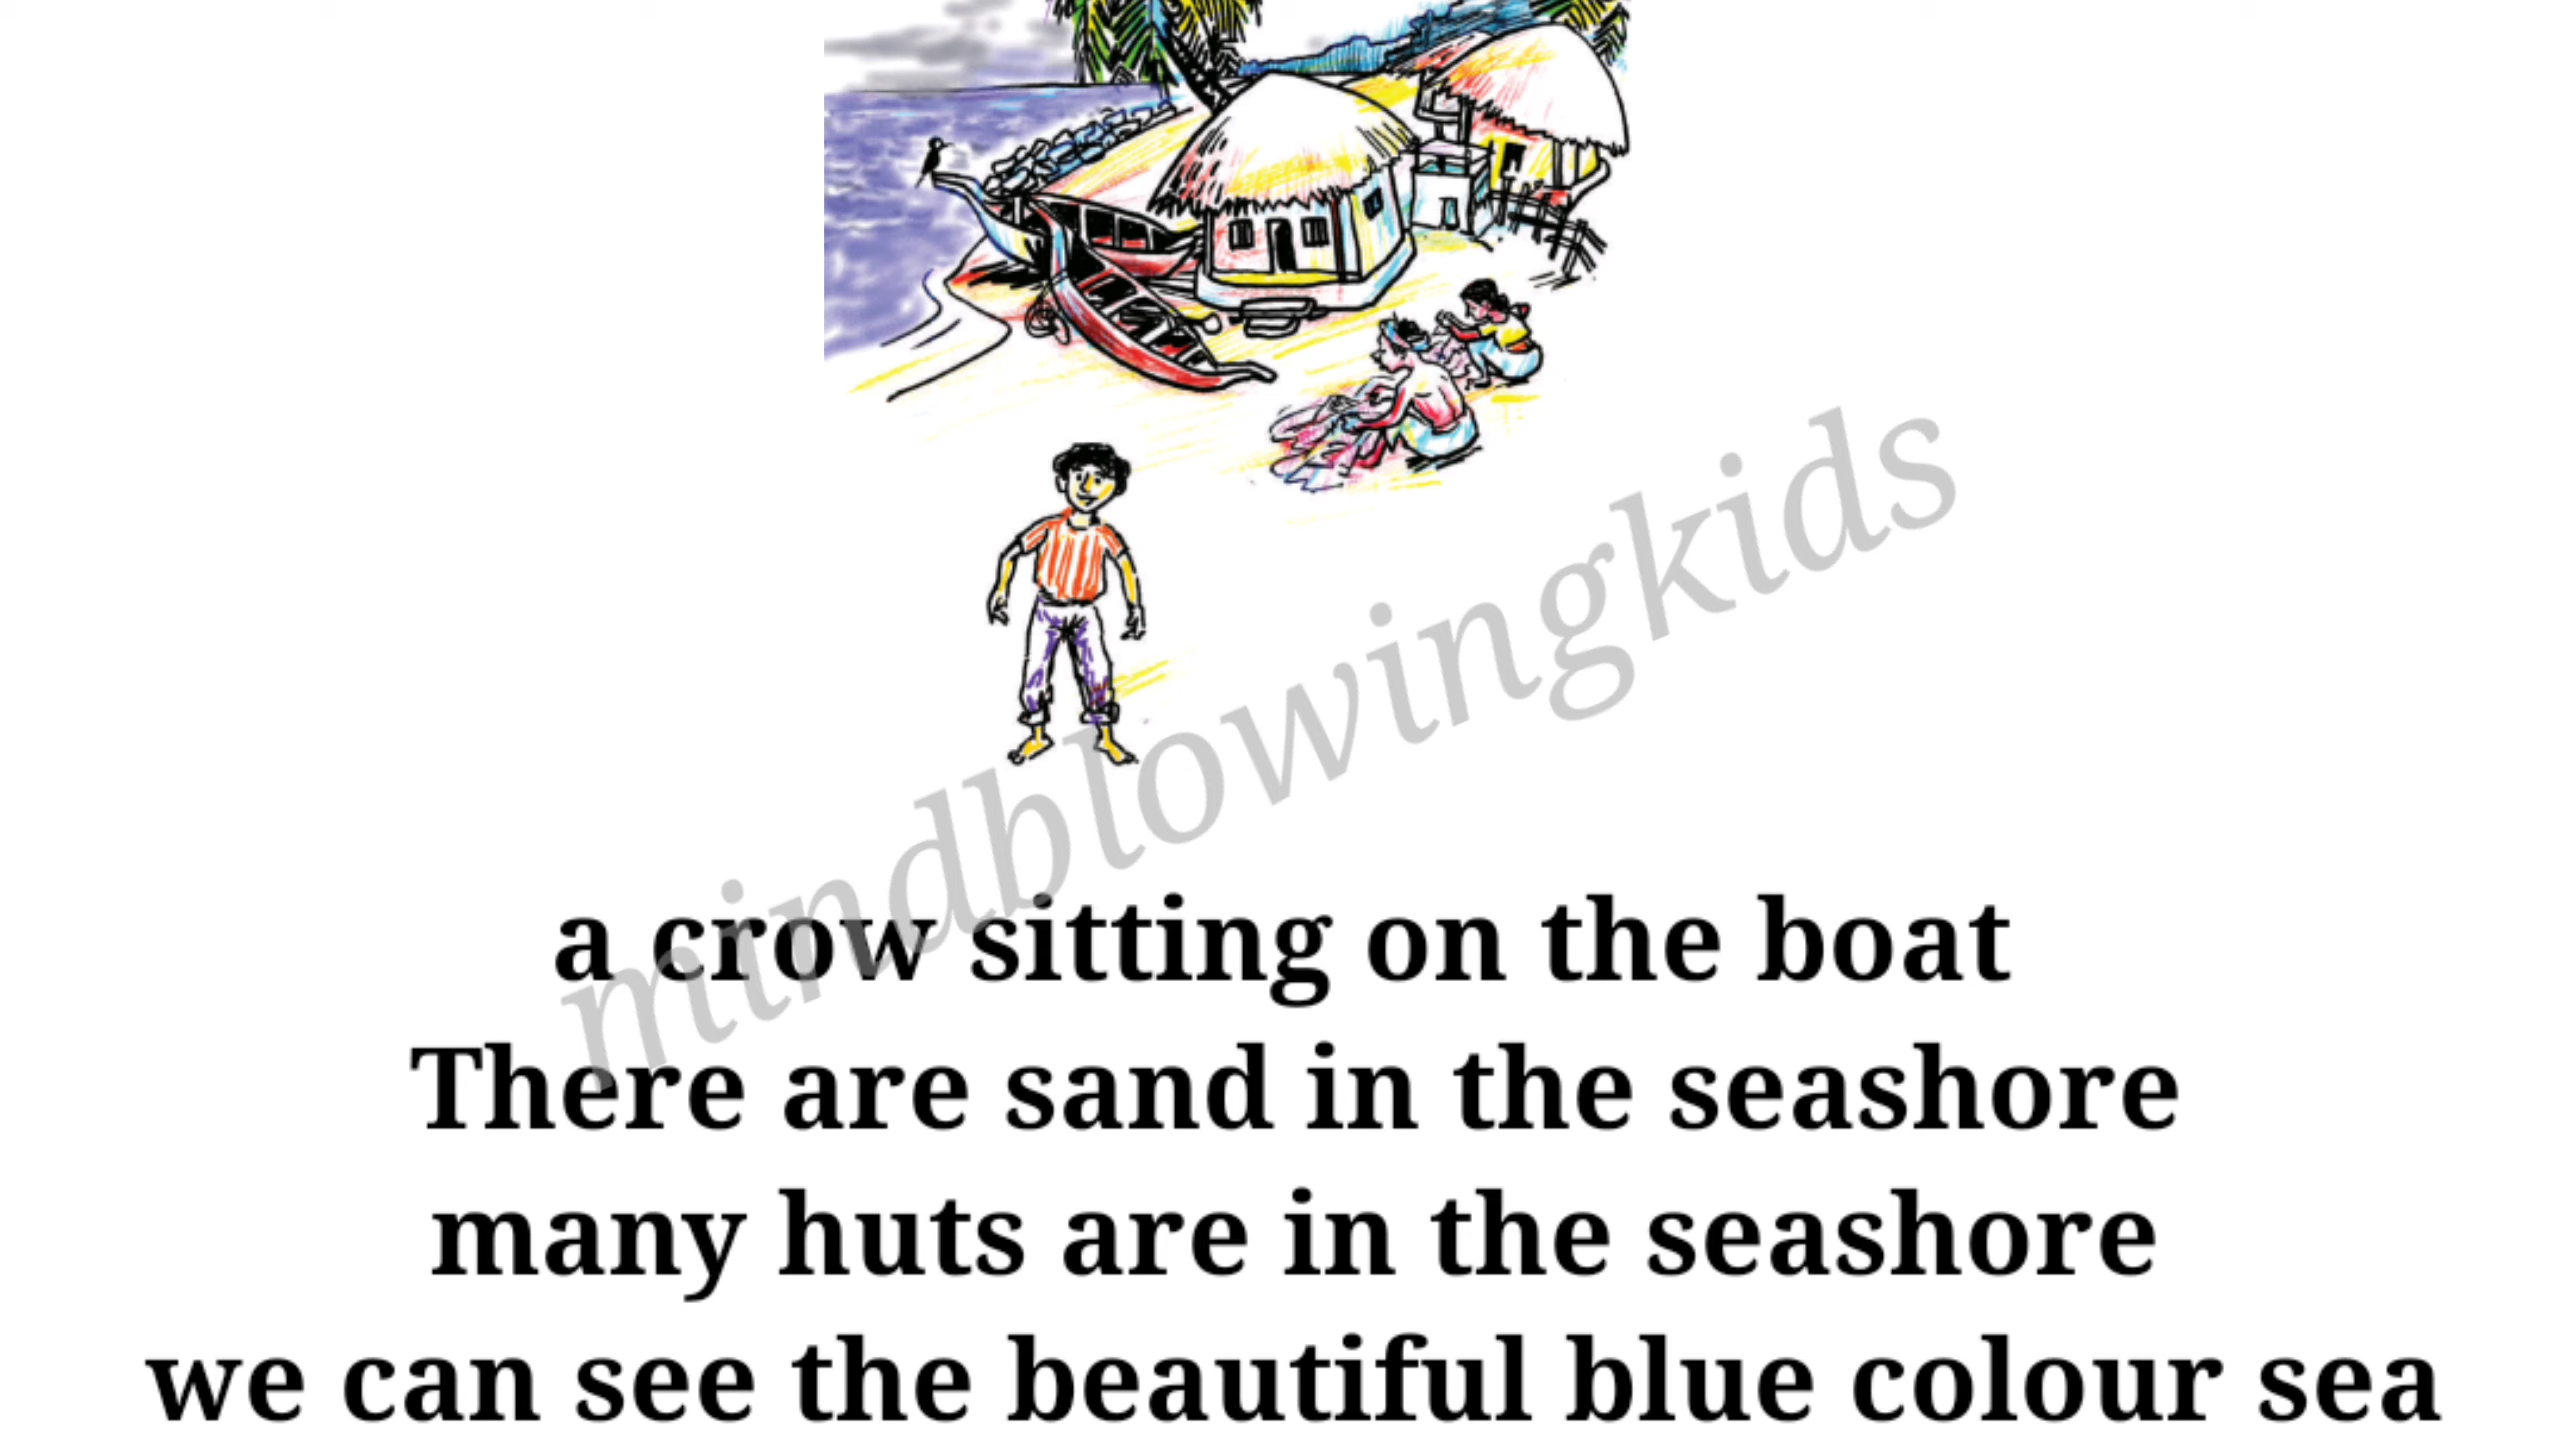 mindblowingkids
a crow sitting on the boat
There are sand in the seashore
many huts are in the seashore
we can see the beautiful blue colour sea